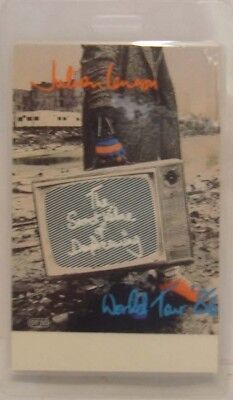 Julian Lennon
The
Secret Value
of
Daydreaming
World Tour '86